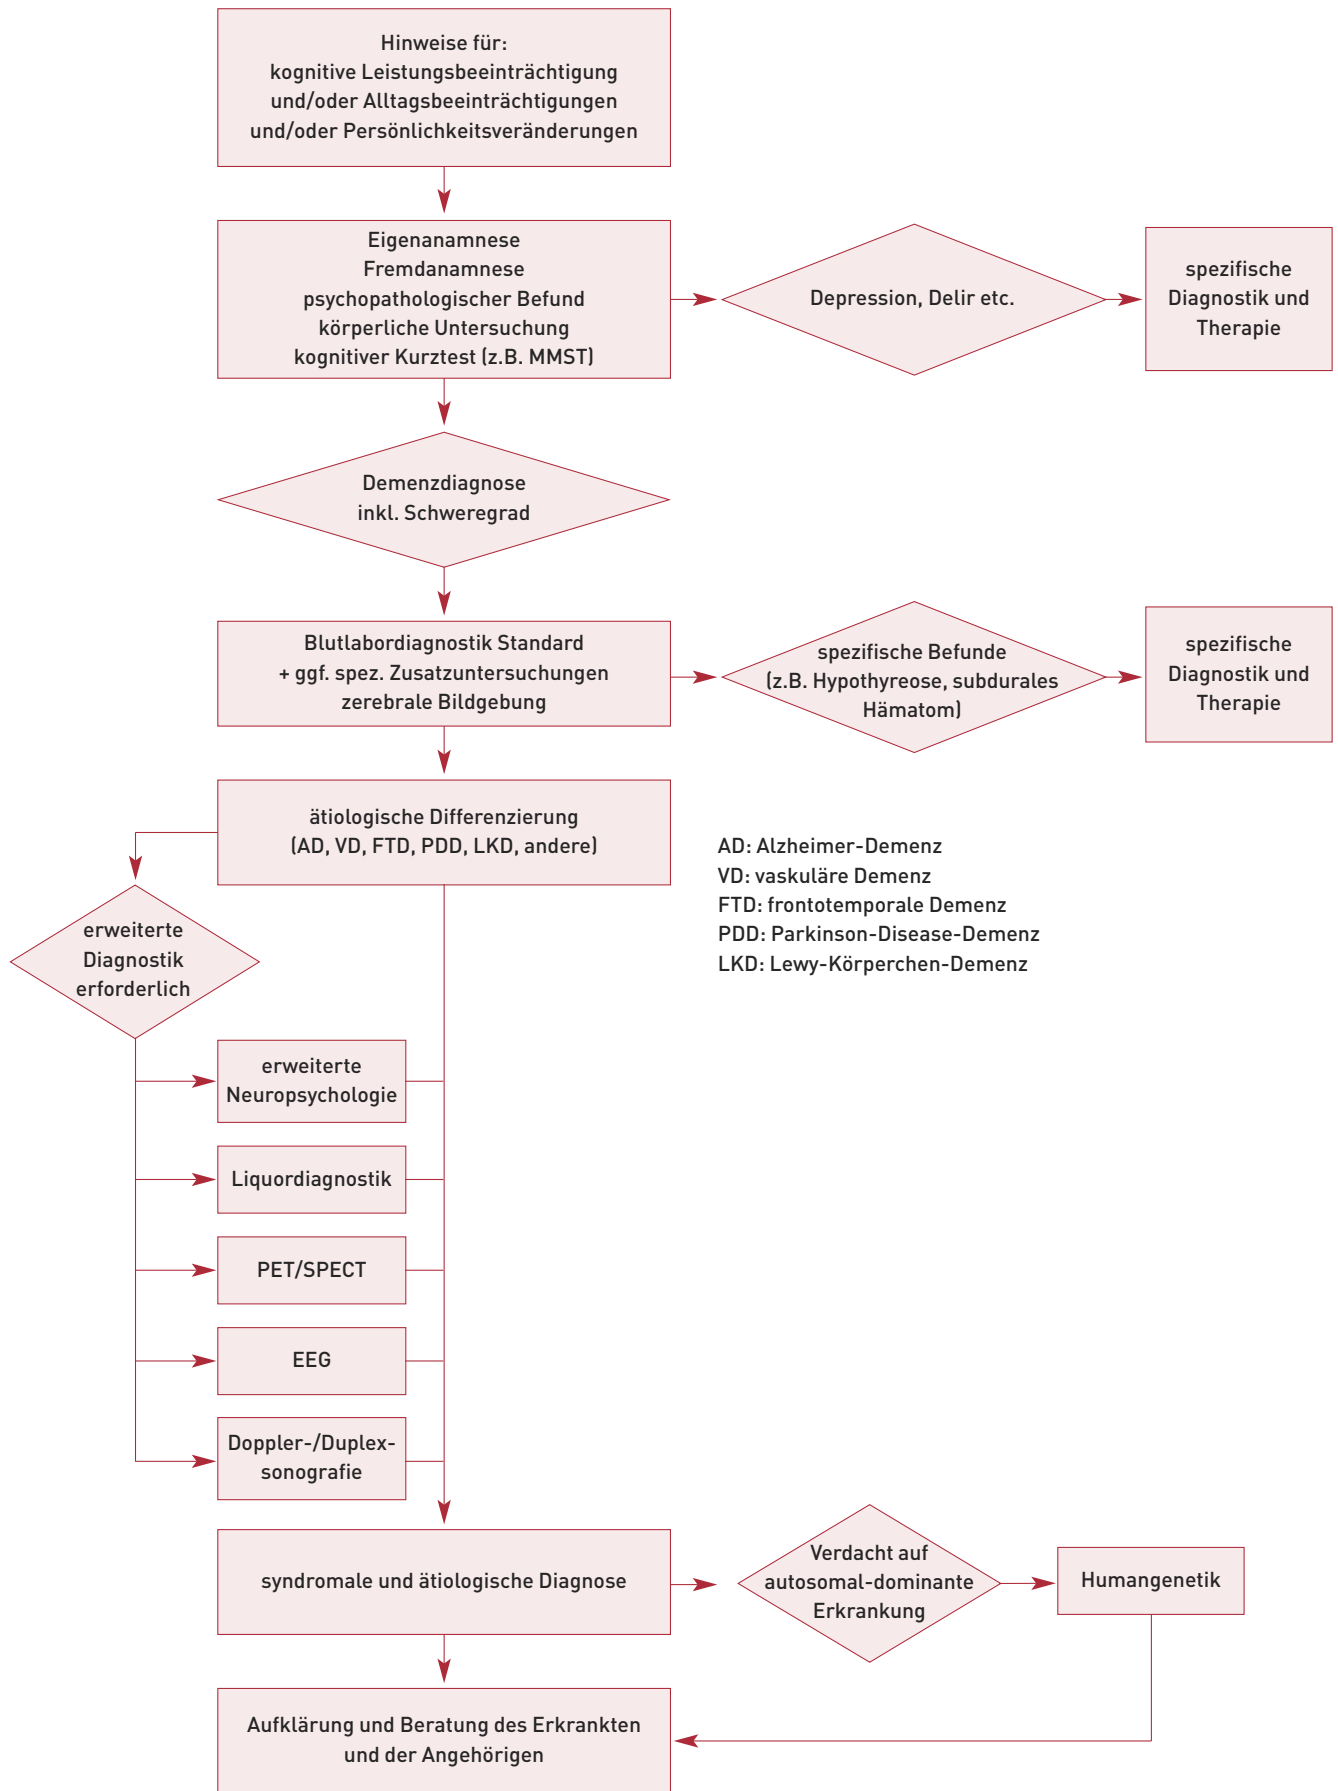 Hinweise für:
kognitive Leistungsbeeinträchtigung
und/oder Alltagsbeeinträchtigungen
und/oder Persönlichkeitsveränderungen
Eigenanamnese
Fremdanamnese
psychopathologischer Befund
körperliche Untersuchung
kognitiver Kurztest (z.B. MMST)
Depression, Delir etc.
spezifische
Diagnostik und
Therapie
Demenzdiagnose
inkl. Schweregrad
Blutlabordiagnostik Standard
+ ggf. spez. Zusatzuntersuchungen
zerebrale Bildgebung
spezifische Befunde
(z.B. Hypothyreose, subdurales
Hämatom)
spezifische
Diagnostik und
Therapie
ätiologische Differenzierung
(AD, VD, FTD, PDD, LKD, andere)
AD: Alzheimer-Demenz
VD: vaskuläre Demenz
FTD: frontotemporale Demenz
PDD: Parkinson-Disease-Demenz
LKD: Lewy-Körperchen-Demenz
erweiterte
Diagnostik
erforderlich
erweiterte
Neuropsychologie
Liquordiagnostik
PET/SPECT
EEG
Doppler-/Duplex-
sonografie
syndromale und ätiologische Diagnose
Verdacht auf
autosomal-dominante
Erkrankung
Humangenetik
Aufklärung und Beratung des Erkrankten
und der Angehörigen